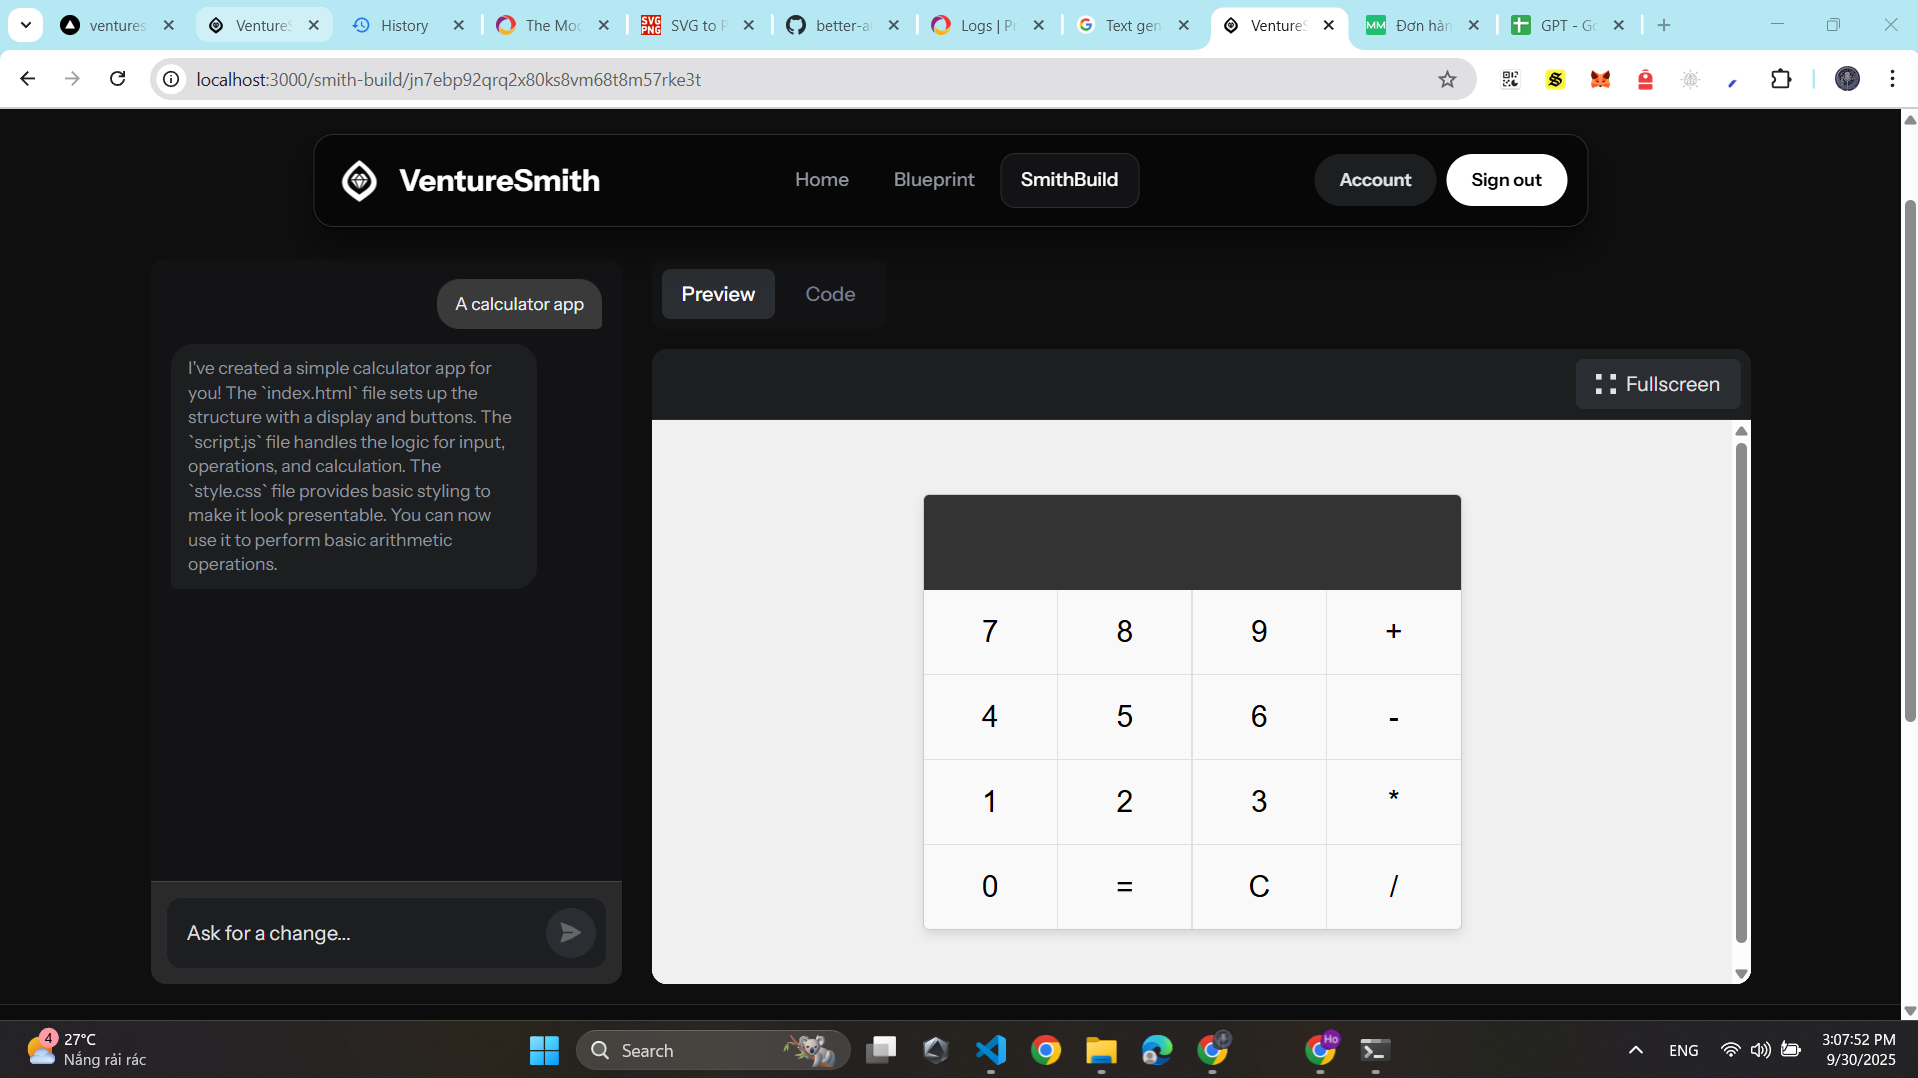 ventures
VentureS
History
The Moc
SVG to P
better-a
Logs | Pr
Text gen
VentureS
MM
Đơn hàn
GPT - Go
localhost:3000/smith-build/jn7ebp92qrq2x80ks8vm68t8m57rke3t
VentureSmith
Home
Blueprint
SmithBuild
Account
Sign out
A calculator app
I've created a simple calculator app for
you! The `index.html` file sets up the
structure with a display and buttons. The
`script.js` file handles the logic for input,
operations, and calculation. The
`style.css` file provides basic styling to
make it look presentable. You can now
use it to perform basic arithmetic
operations.
Ask for a change...
Preview
Code
Fullscreen
7 8 9 +
4 5 6 -
1 2 3 *
0 = C /
4
27°C
Nắng rải rác
Search
Ho
ENG
3:07:52 PM
9/30/2025